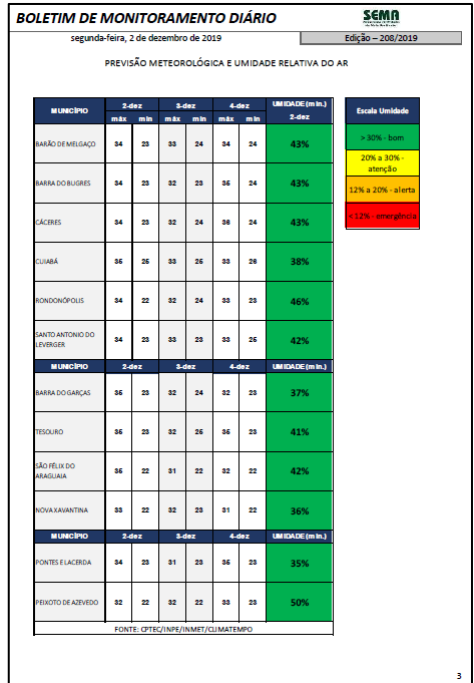 BOLETIM DE MONITORAMENTO DIÁRIO
SEMA
segunda-feira, 2 de dezembro de 2019 Edição – 208/2019
PREVISÃO METEOROLÓGICA E UMIDADE RELATIVA DO AR
MUNICÍPIO 2-dez 3-dez 4-dez UMIDADE (min.)
máx min máx min máx min 2-dez
BARÃO DE MELGAÇO 34 23 33 24 34 24 43%
BARRA DO BUGRES 34 23 32 23 35 24 43%
CÁCERES 34 23 32 24 36 24 43%
CUIABÁ 35 25 33 25 33 26 38%
RONDONÓPOLIS 34 22 32 24 33 23 46%
SANTO ANTONIO DO
LEVERGER 34 23 33 23 33 25 42%
MUNICÍPIO 2-dez 3-dez 4-dez UMIDADE (min.)
BARRA DO GARÇAS 35 23 32 24 32 23 37%
TESOURO 35 23 32 25 35 23 41%
SÃO FÉLIX DO
ARAGUAIA 35 22 31 22 32 22 42%
NOVA XAVANTINA 33 22 32 23 31 22 36%
MUNICÍPIO 2-dez 3-dez 4-dez UMIDADE (min.)
PONTES E LACERDA 34 23 31 23 35 23 35%
PEIXOTO DE AZEVEDO 32 22 32 22 33 23 50%
FONTE: CPTEC/INPE/INMET/CLIMATEMPO
Escala Umidade
> 30% - bom
20% a 30% -
atenção
12% a 20% - alerta
< 12% - emergência
3